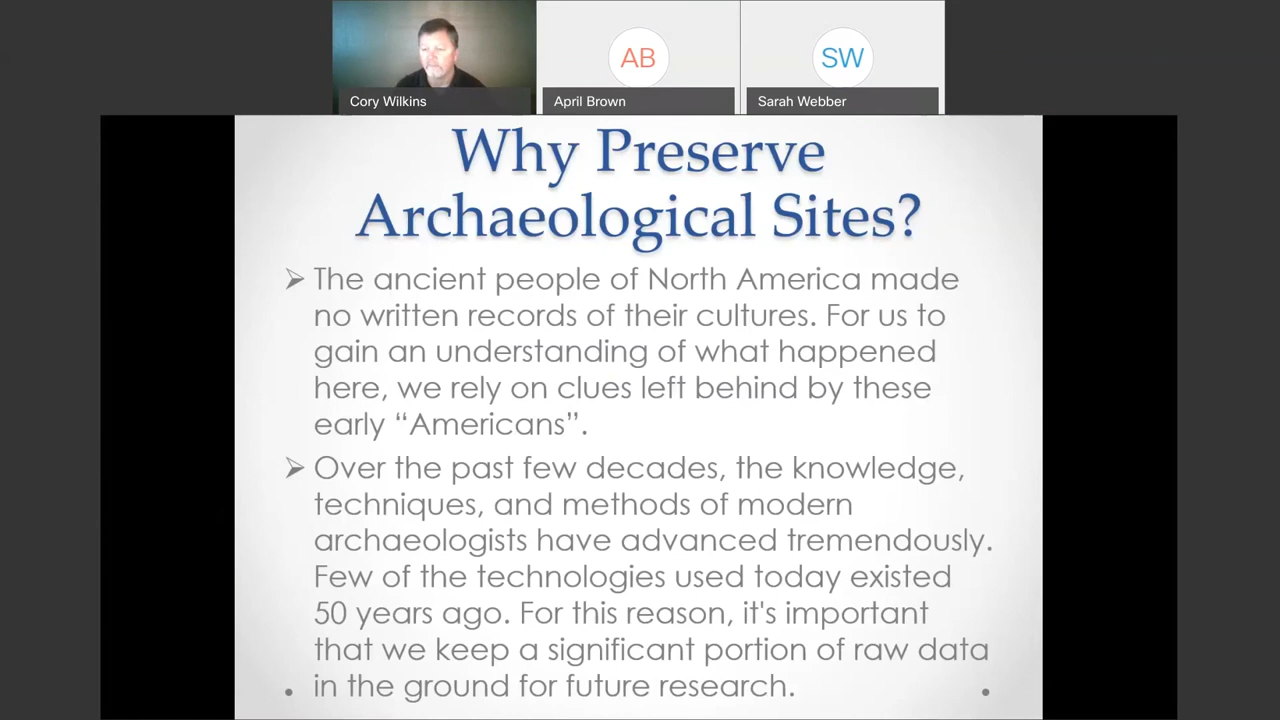 AB
SW
Cory Wilkins
April Brown
Sarah Webber
Why Preserve
Archaeological Sites?
The ancient people of North America made
no written records of their cultures. For us to
gain an understanding of what happened
here, we rely on clues left behind by these
early “Americans”.
Over the past few decades, the knowledge,
techniques, and methods of modern
archaeologists have advanced tremendously.
Few of the technologies used today existed
50 years ago. For this reason, it's important
that we keep a significant portion of raw data
in the ground for future research.